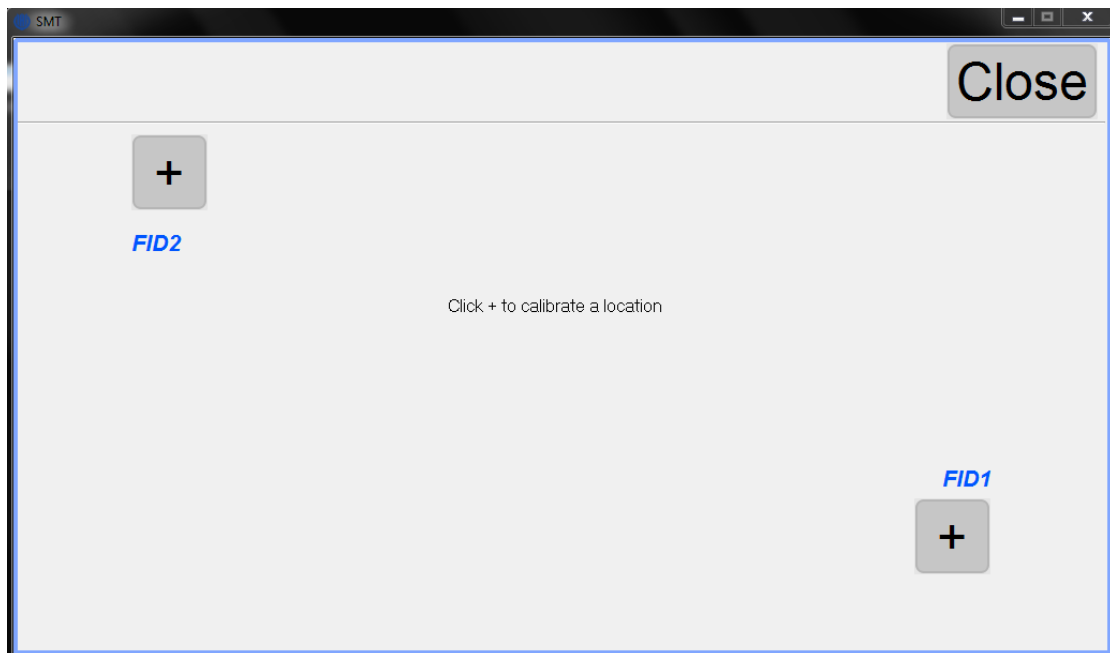 SMT
Close
+
FID2
Click + to calibrate a location
FID1
+